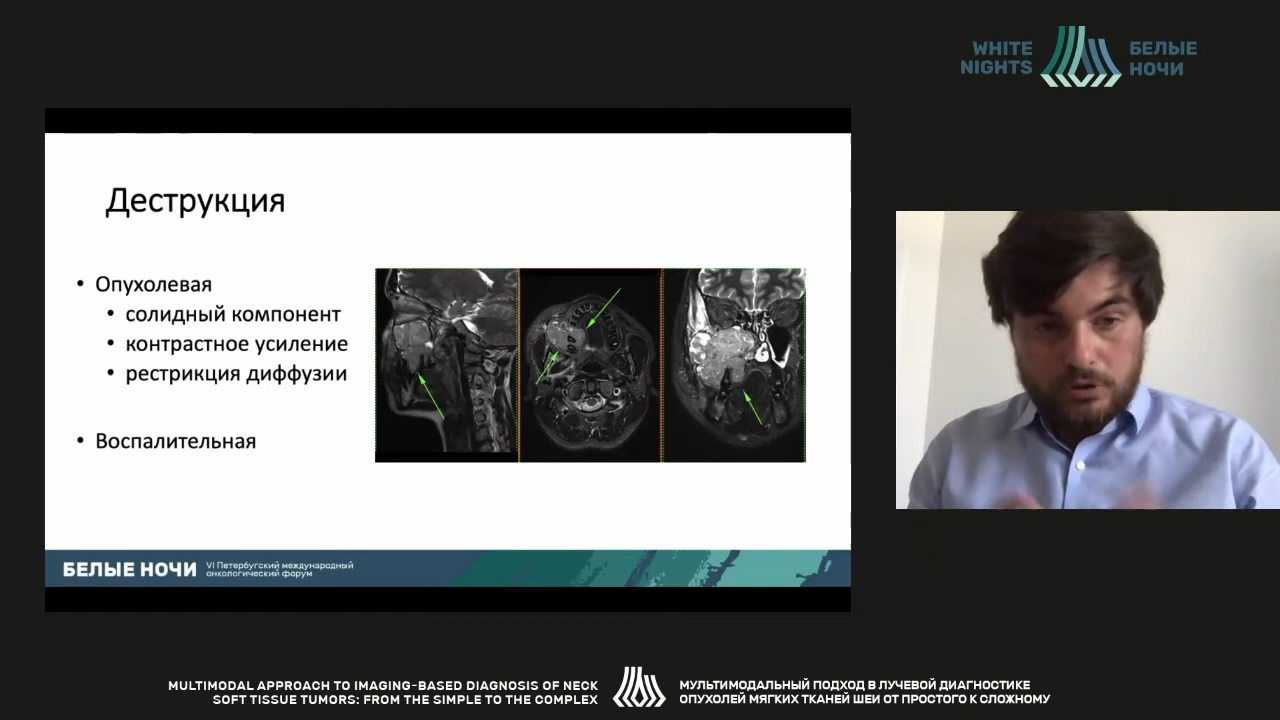 WHITE
NIGHTS
БЕЛЫЕ
НОЧИ
Деструкция
• Опухолевая
• солидный компонент
• контрастное усиление
• рестрикция диффузии
• Воспалительная
БЕЛЫЕ НОЧИ
VI Петербугский международный
онкологический форум
MULTIMODAL APPROACH TO IMAGING-BASED DIAGNOSIS OF NECK
SOFT TISSUE TUMORS: FROM THE SIMPLE TO THE COMPLEX
МУЛЬТИМОДАЛЬНЫЙ ПОДХОД В ЛУЧЕВОЙ ДИАГНОСТИКЕ
ОПУХОЛЕЙ МЯГКИХ ТКАНЕЙ ШЕИ ОТ ПРОСТОГО К СЛОЖНОМУ